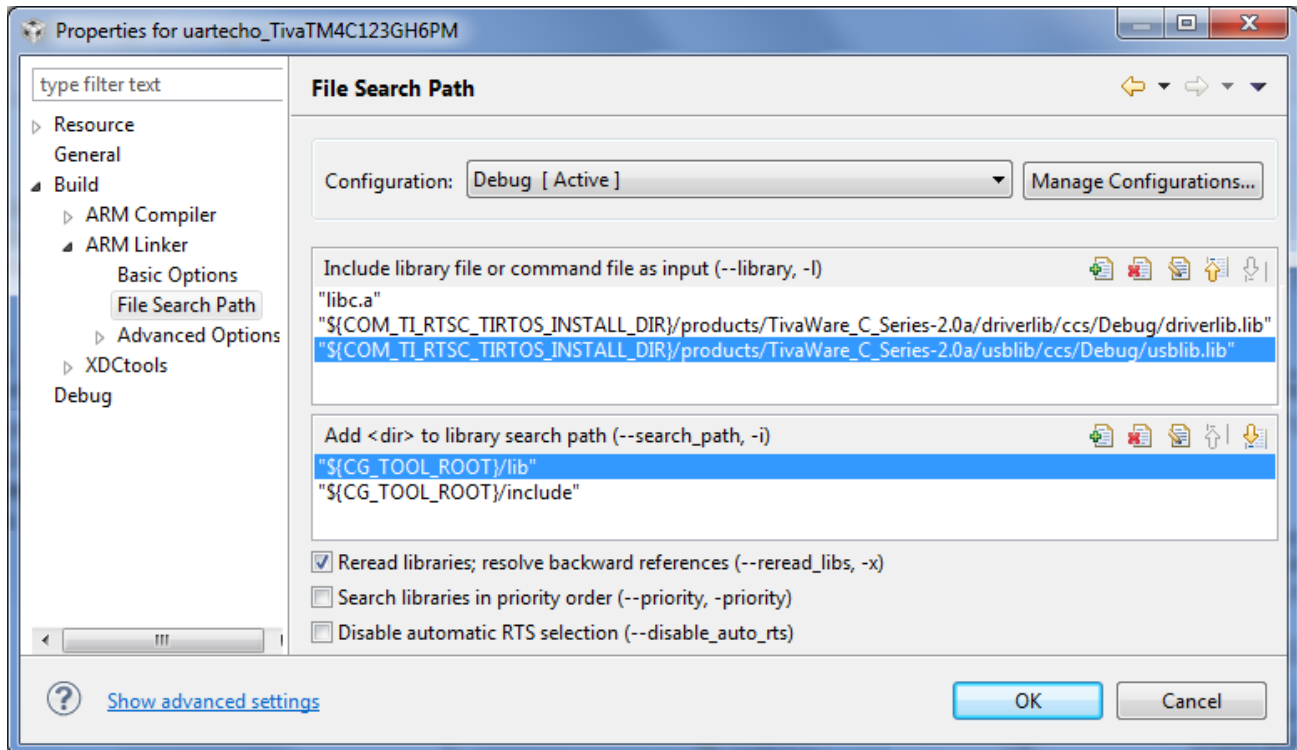 Properties for uartecho_TivaTM4C123GH6PM
type filter text
Resource
General
Build
ARM Compiler
ARM Linker
Basic Options
File Search Path
Advanced Options
XDCtools
Debug
File Search Path
Configuration: Debug [ Active ] Manage Configurations...
Include library file or command file as input (--library, -l)
"libc.a"
"${COM_TI_RTSC_TIRTOS_INSTALL_DIR}/products/TivaWare_C_Series-2.0a/driverlib/ccs/Debug/driverlib.lib"
"${COM_TI_RTSC_TIRTOS_INSTALL_DIR}/products/TivaWare_C_Series-2.0a/usblib/ccs/Debug/usblib.lib"
Add <dir> to library search path (--search_path, -i)
"${CG_TOOL_ROOT}/lib"
"${CG_TOOL_ROOT}/include"
Reread libraries; resolve backward references (--reread_libs, -x)
Search libraries in priority order (--priority, -priority)
Disable automatic RTS selection (--disable_auto_rts)
Show advanced settings
OK Cancel